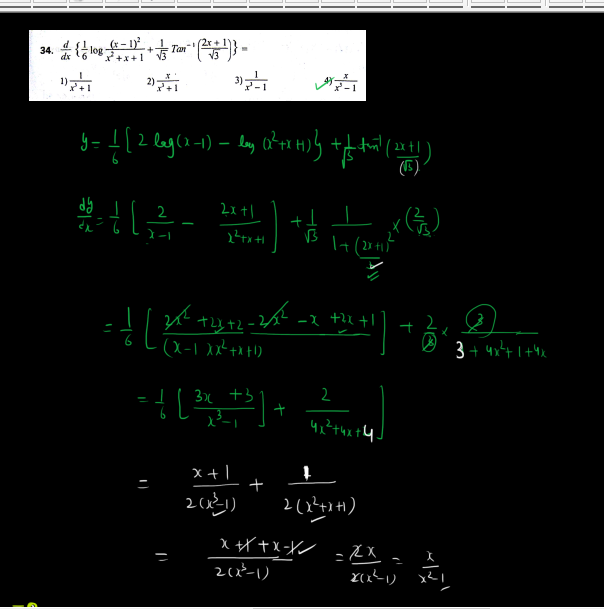 34. d/dx {1/6 log (x − 1)²/(x² + x + 1) + 1/√3 Tan⁻¹ ((2x + 1)/√3)} =
1) 1/(x³ + 1) 2) x/(x³ + 1) 3) 1/(x³ − 1) 4) x/(x³ − 1)
y = 1/6 [2 log(x−1) − log (x²+x+1)} + 1/√3 tan⁻¹ ((2x+1)/(√3))
dy/dx = 1/6 [2/(x−1) − (2x+1)/(x²+x+1)] + 1/√3 1/(1+(2x+1)²/) × (2/√3)
= 1/6 [(2x² + 2x + 2 − 2x² − x + 2x + 1)/((x−1)(x²+x+1))] + 2/3 × 3/(3 + 4x² + 1 + 4x)
= 1/6 [(3x + 3)/(x³−1)] + 2/(4x²+4x+4)]
= (x+1)/(2(x³−1)) + 1/(2(x²+x+1))
= (x + 1 + x − 1)/(2(x³−1)) = 2x/(2(x²−1)) = x/(x²−1)